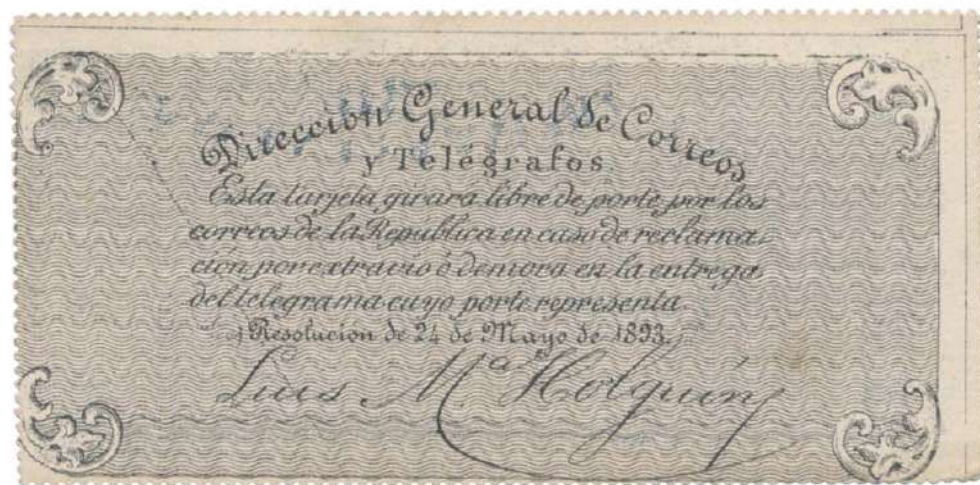 Dirección General de Correos
y Telégrafos.
Esta tarjeta girará libre de porte por los
correos de la República en caso de reclama-
ción por extravio ó demora en la entrega
del telegrama cuyo porte representa.
(Resolución de 24 de Mayo de 1893.)
Luis Mª Holguín